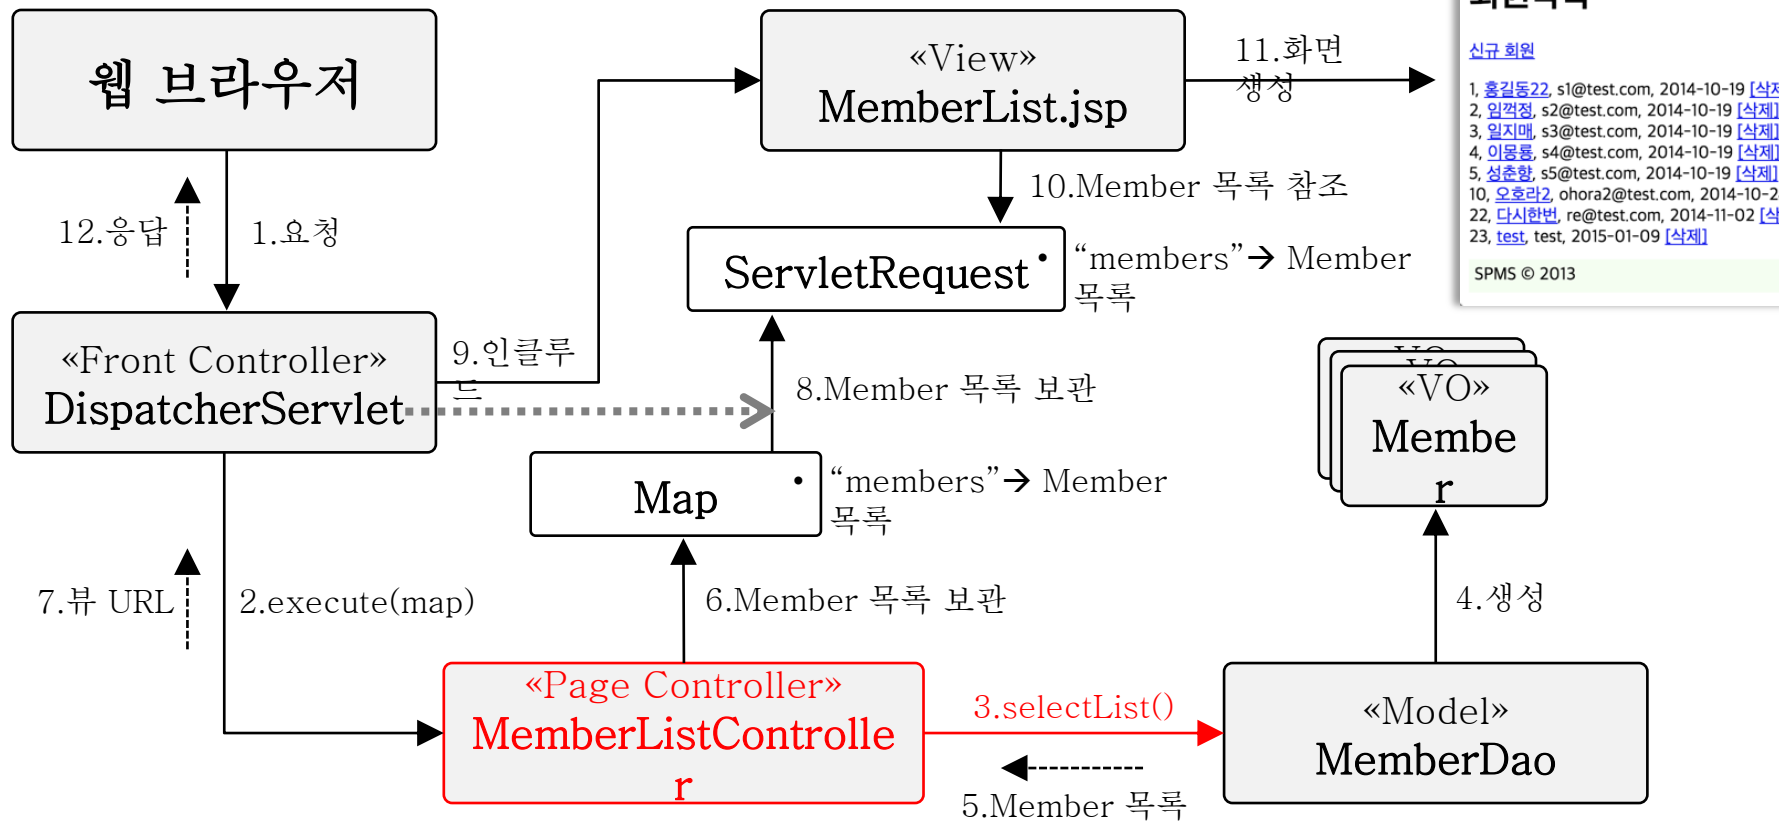 웹 브라우저
«View»
MemberList.jsp
11.화면
생성
신규 회원
1, 홍길동22, s1@test.com, 2014-10-19 [삭제
2, 임꺽정, s2@test.com, 2014-10-19 [삭제]
3, 일지매, s3@test.com, 2014-10-19 [삭제]
4, 이몽룡, s4@test.com, 2014-10-19 [삭제]
5, 성춘향, s5@test.com, 2014-10-19 [삭제]
10, 오호라2, ohora2@test.com, 2014-10-2
22, 다시한번, re@test.com, 2014-11-02 [삭
23, test, test, 2015-01-09 [삭제]
SPMS © 2013
10.Member 목록 참조
12.응답
1.요청
ServletRequest
• “members”→ Member
목록
«Front Controller»
DispatcherServlet
9.인클루
드
8.Member 목록 보관
VO
VO
«VO»
Membe
r
Map
• “members”→ Member
목록
7.뷰 URL
2.execute(map)
6.Member 목록 보관
4.생성
«Page Controller»
MemberListControlle
r
3.selectList()
5.Member 목록
«Model»
MemberDao